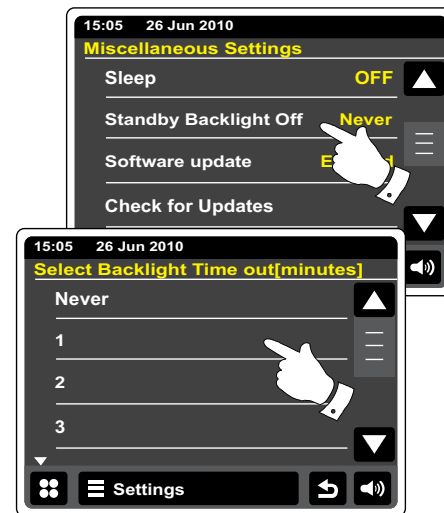 15:05 26 Jun 2010
Miscellaneous Settings
Sleep OFF
Standby Backlight Off Never
Software update
Check for Updates
15:05 26 Jun 2010
Select Backlight Time out[minutes]
Never
1
2
3
Settings